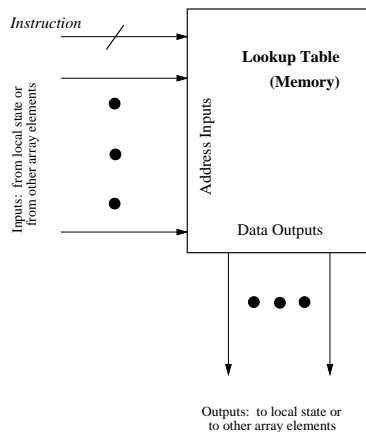 Instruction
Lookup Table
(Memory)
Address Inputs
Inputs: from local state or
from other array elements
Data Outputs
Outputs: to local state or
to other array elements